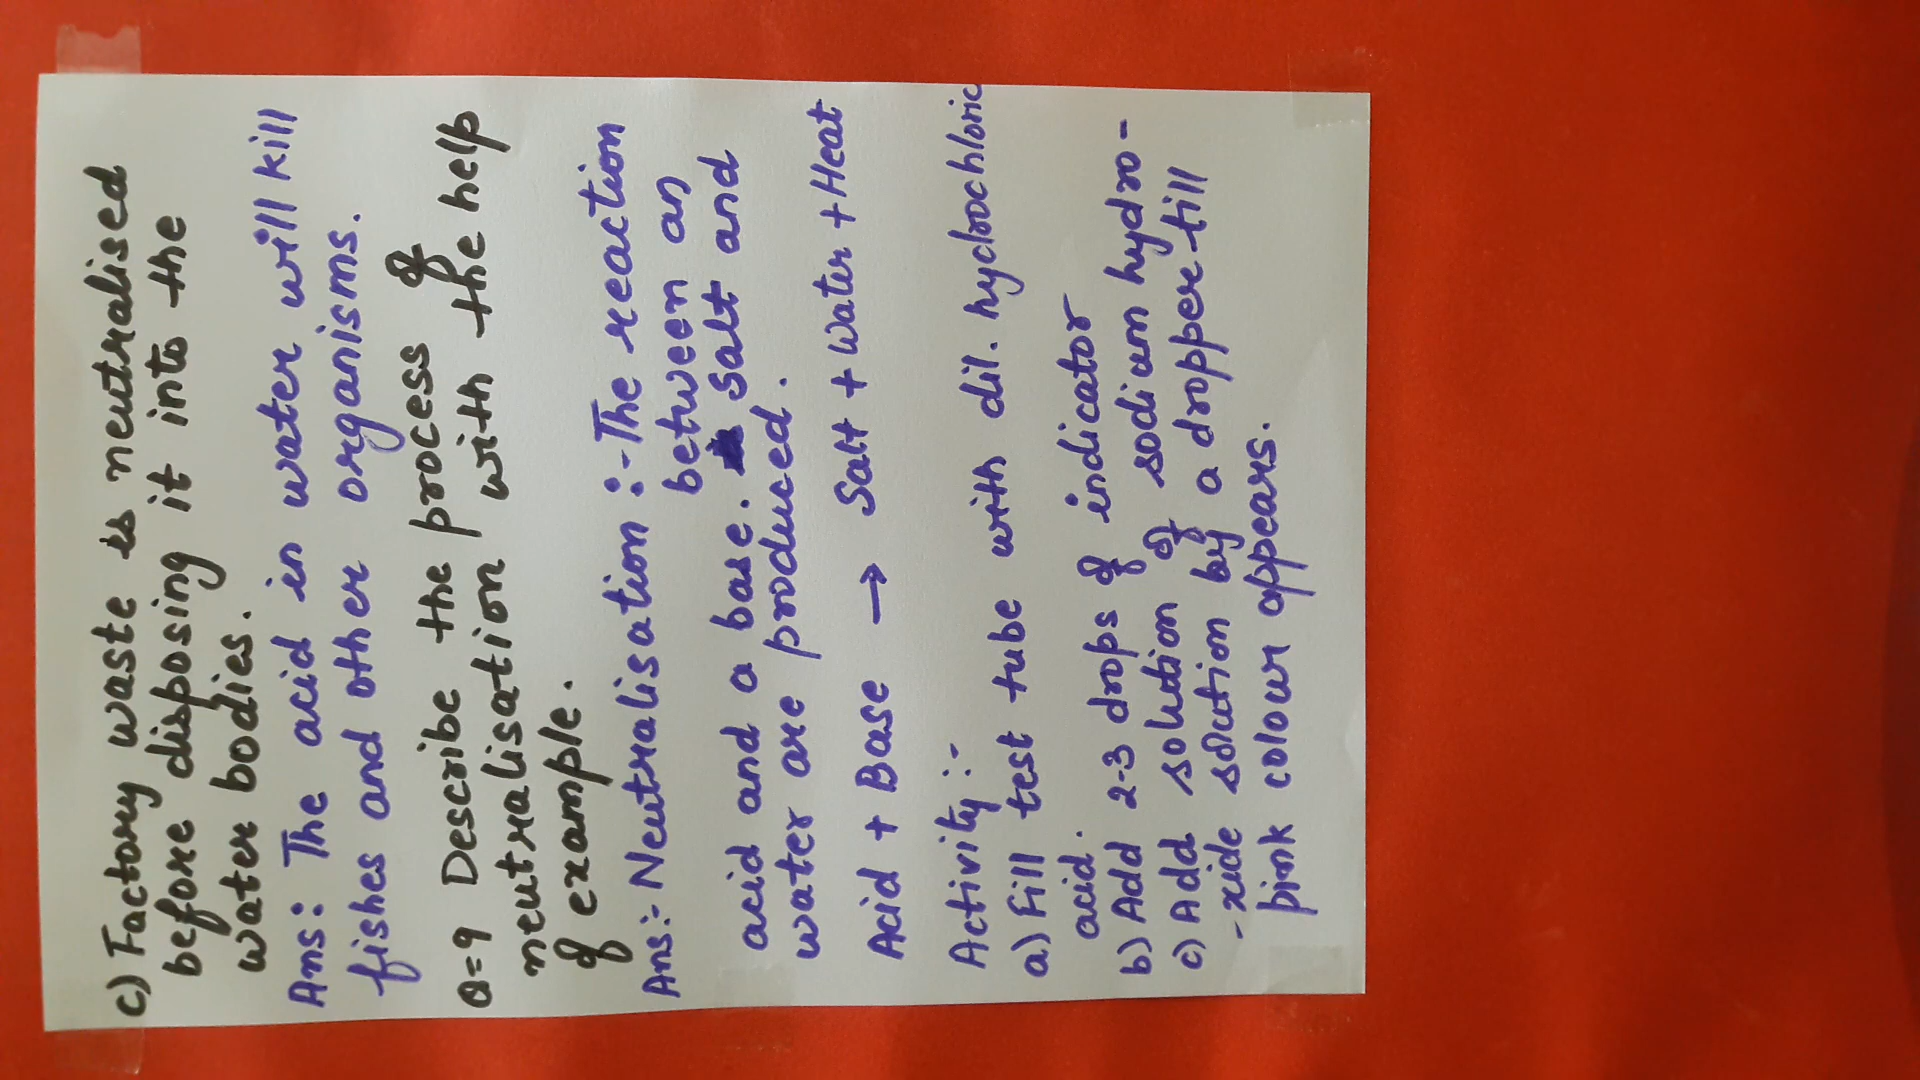 c) Factory waste is neutralised
before disposing it into the
water bodies.
Ans: The acid in water will kill
fishes and other organisms.
Q=9 Describe the process of
neutralisation with the help
of example.
Ans:- Neutralisation :- The reaction
between an
acid and a base. salt and
water are produced.
Acid + Base → Salt + Water + Heat
Activity:-
a) Fill test tube with dil. hydrochloric
acid.
b) Add 2-3 drops of indicator
c) Add solution of sodium hydro-
-xide solution by a dropper till
pink colour appears.